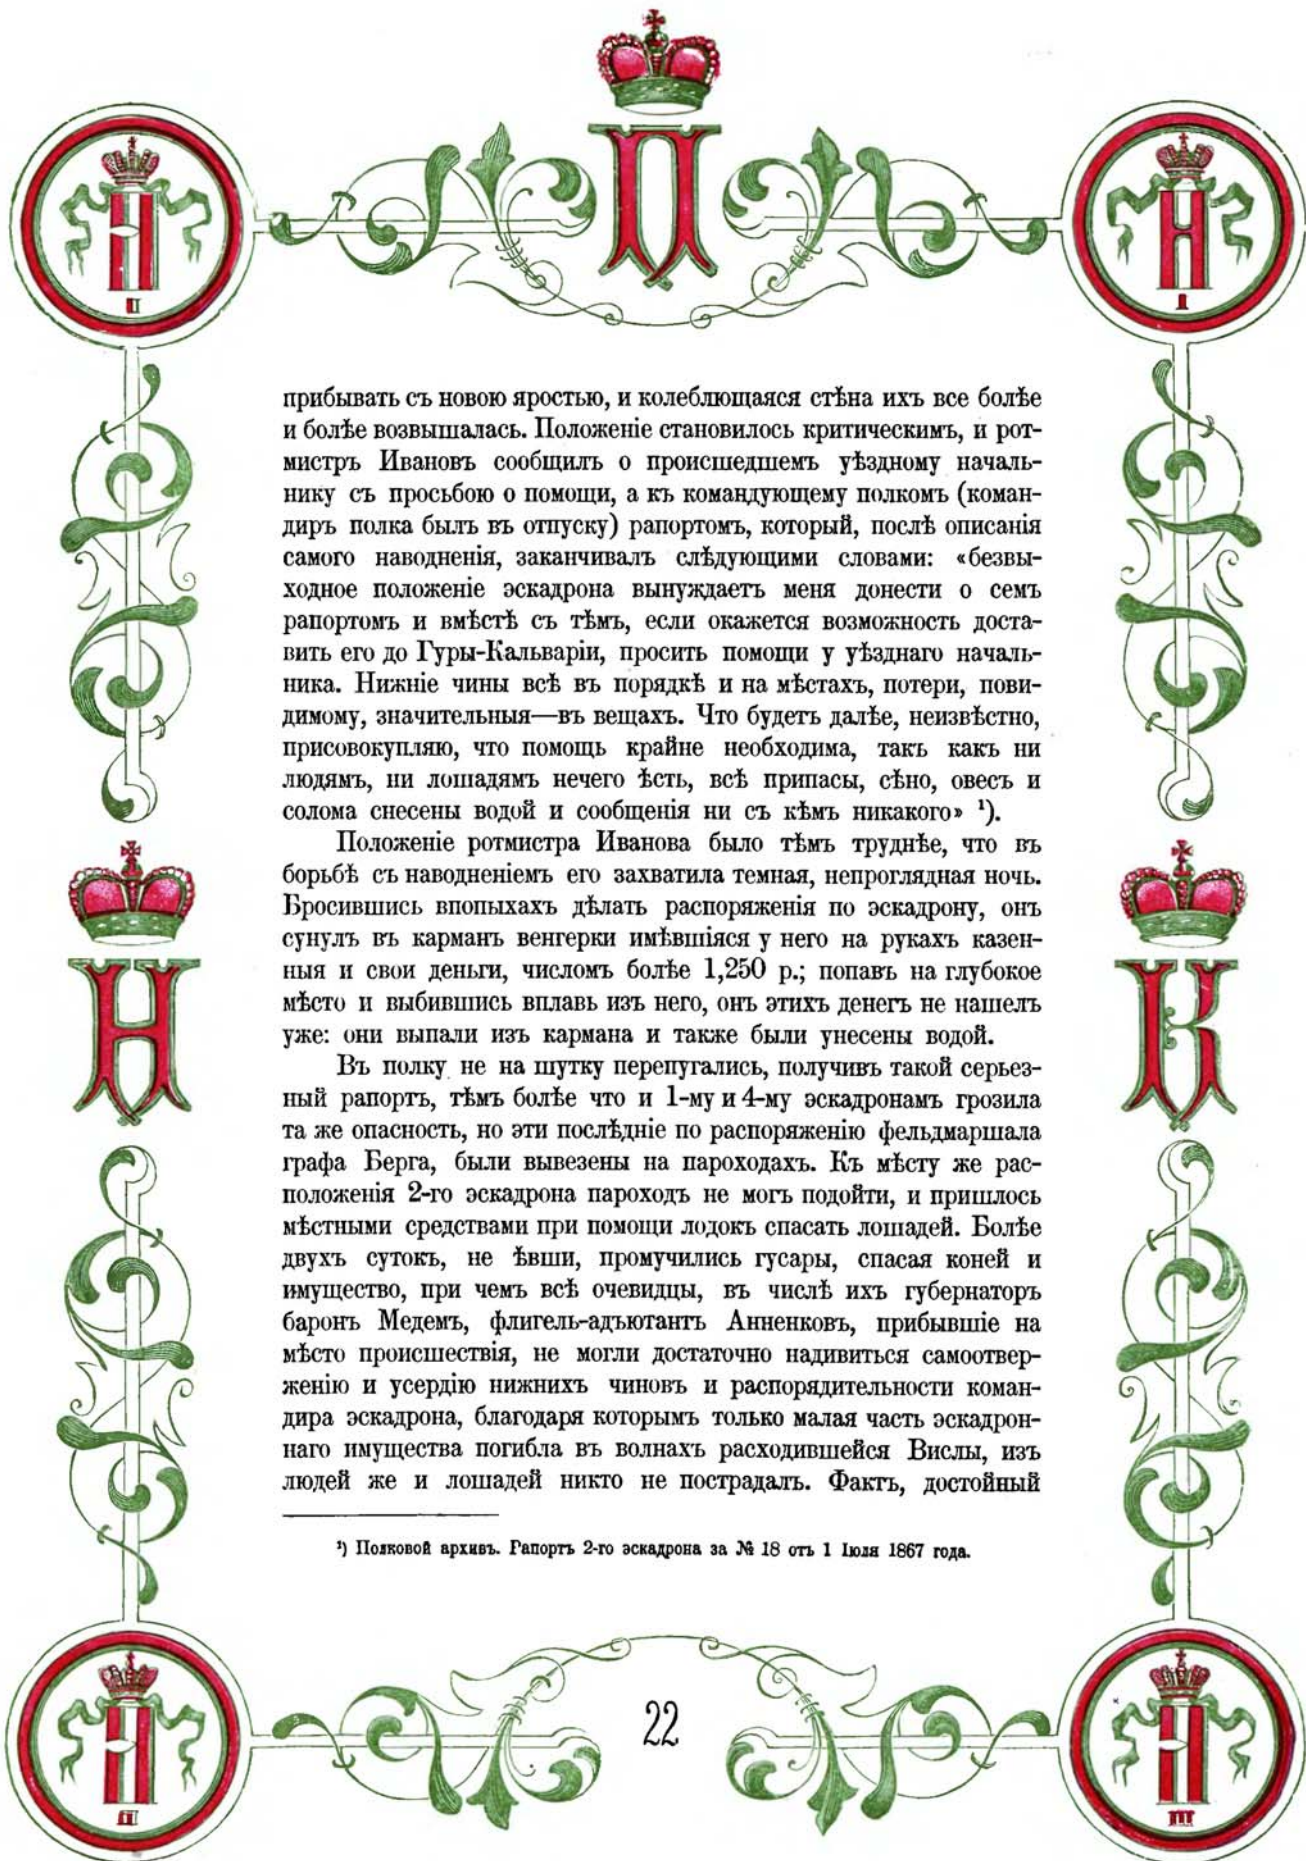 П
II
I
прибывать съ новою яростью, и колеблющаяся стѣна ихъ все болѣе
и болѣе возвышалась. Положеніе становилось критическимъ, и рот-
мистръ Ивановъ сообщилъ о происшедшемъ уѣздному началь-
нику съ просьбою о помощи, а къ командующему полкомъ (коман-
диръ полка былъ въ отпуску) рапортомъ, который, послѣ описанія
самого наводненія, заканчивалъ слѣдующими словами: «безвы-
ходное положеніе эскадрона вынуждаетъ меня донести о семъ
рапортомъ и вмѣстѣ съ тѣмъ, если окажется возможность доста-
вить его до Гуры-Кальваріи, просить помощи у уѣзднаго началь-
ника. Нижніе чины всѣ въ порядкѣ и на мѣстахъ, потери, пови-
димому, значительныя—въ вещахъ. Что будетъ далѣе, неизвѣстно,
присовокупляю, что помощь крайне необходима, такъ какъ ни
людямъ, ни лошадямъ нечего ѣсть, всѣ припасы, сѣно, овесъ и
солома снесены водой и сообщенія ни съ кѣмъ никакого» ¹).
Положеніе ротмистра Иванова было тѣмъ труднѣе, что въ
борьбѣ съ наводненіемъ его захватила темная, непроглядная ночь.
Бросившись впопыхахъ дѣлать распоряженія по эскадрону, онъ
сунулъ въ карманъ венгерки имѣвшіяся у него на рукахъ казен-
ныя и свои деньги, числомъ болѣе 1,250 р.; попавъ на глубокое
мѣсто и выбившись вплавь изъ него, онъ этихъ денегъ не нашелъ
уже: они выпали изъ кармана и также были унесены водой.
Въ полку не на шутку перепугались, получивъ такой серьез-
ный рапортъ, тѣмъ болѣе что и 1-му и 4-му эскадронамъ грозила
та же опасность, но эти послѣдніе по распоряженію фельдмаршала
графа Берга, были вывезены на пароходахъ. Къ мѣсту же рас-
положенія 2-го эскадрона пароходъ не могъ подойти, и пришлось
мѣстными средствами при помощи лодокъ спасать лошадей. Болѣе
двухъ сутокъ, не ѣвши, промучились гусары, спасая коней и
имущество, при чемъ всѣ очевидцы, въ числѣ ихъ губернаторъ
баронъ Медемъ, флигель-адъютантъ Анненковъ, прибывшіе на
мѣсто происшествія, не могли достаточно надивиться самоотвер-
женію и усердію нижнихъ чиновъ и распорядительности коман-
дира эскадрона, благодаря которымъ только малая часть эскадрон-
наго имущества погибла въ волнахъ расходившейся Вислы, изъ
людей же и лошадей никто не пострадалъ. Фактъ, достойный
Н
К
¹) Полковой архивъ. Рапортъ 2-го эскадрона за № 18 отъ 1 Іюля 1867 года.
22
III